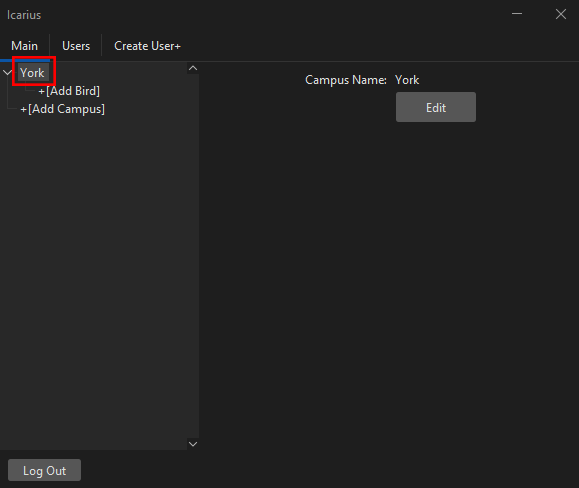 Icarius
Main Users Create User+
York
+[Add Bird]
+[Add Campus]
Campus Name: York
Edit
Log Out